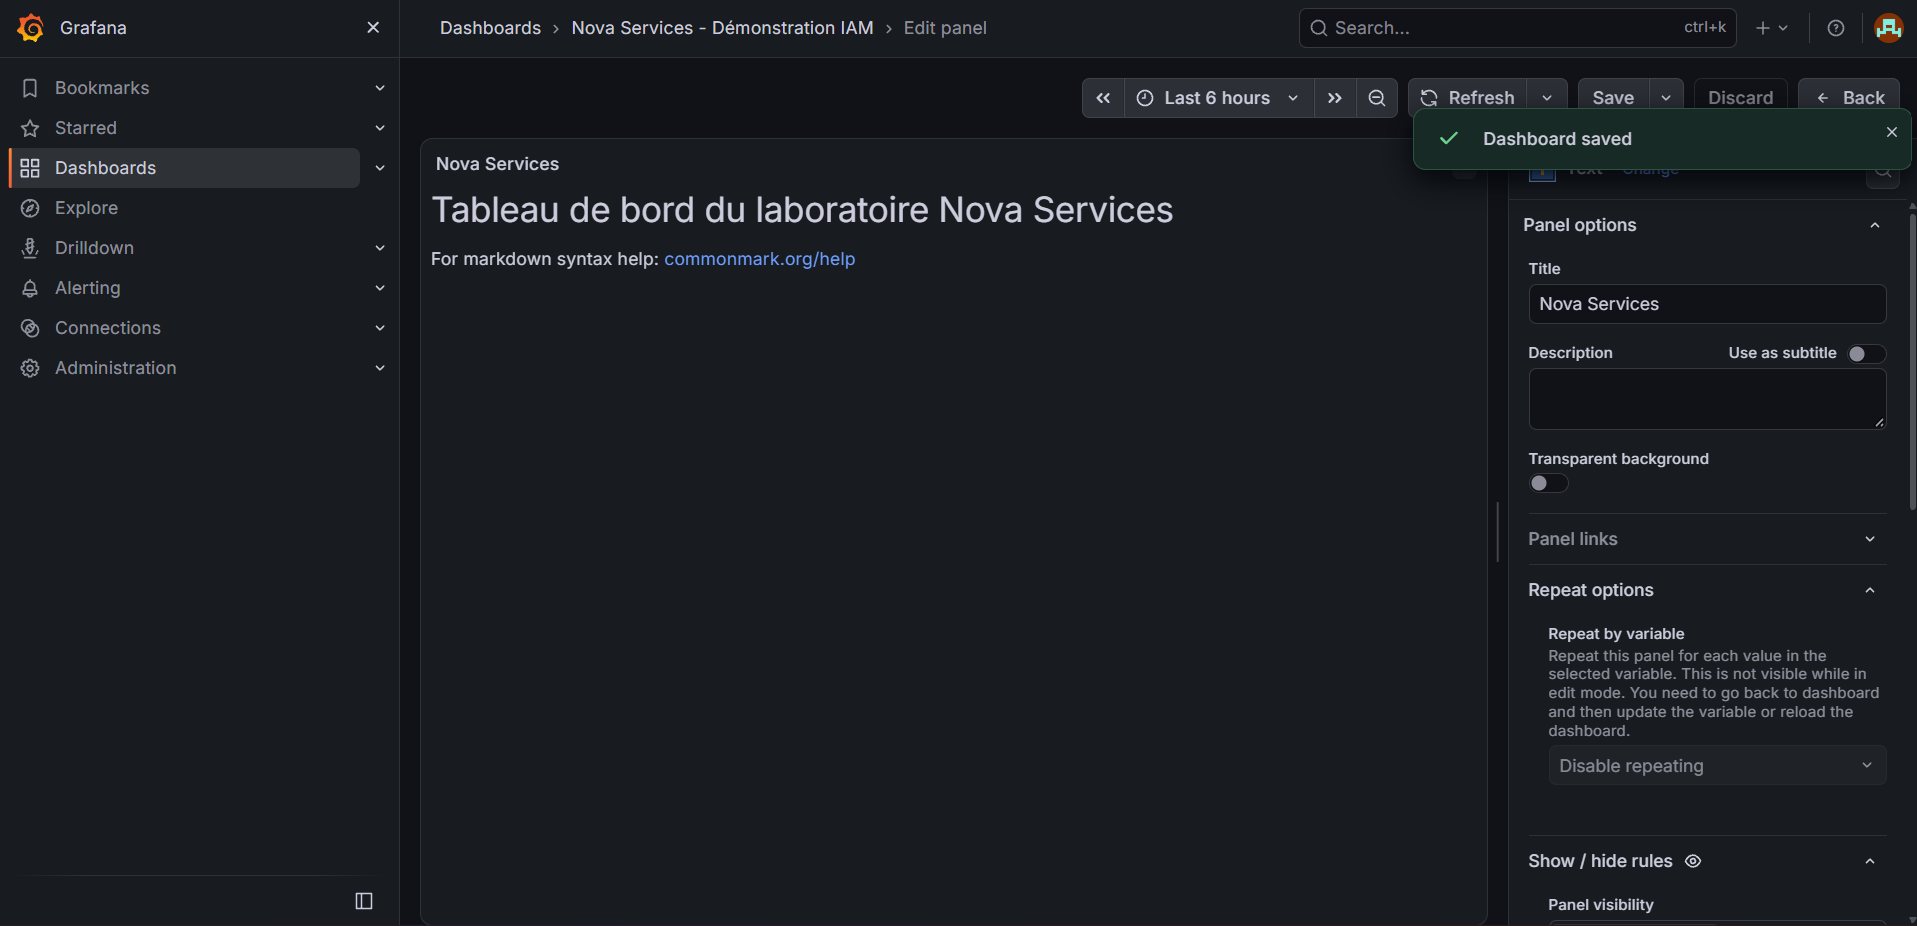 Grafana
Dashboards › Nova Services - Démonstration IAM › Edit panel
Search...
ctrl+k
Bookmarks
Starred
Dashboards
Explore
Drilldown
Alerting
Connections
Administration
Last 6 hours
Refresh
Save
Discard
Back
Dashboard saved
Text
Change
Nova Services
Tableau de bord du laboratoire Nova Services
For markdown syntax help: commonmark.org/help
Panel options
Title
Nova Services
Description
Use as subtitle
Transparent background
Panel links
Repeat options
Repeat by variable
Repeat this panel for each value in the
selected variable. This is not visible while in
edit mode. You need to go back to dashboard
and then update the variable or reload the
dashboard.
Disable repeating
Show / hide rules
Panel visibility